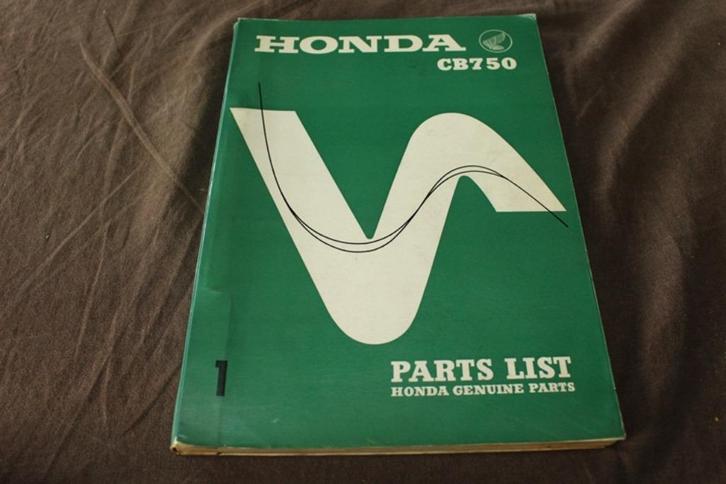 HONDA
CB750
1
PARTS LIST
HONDA GENUINE PARTS